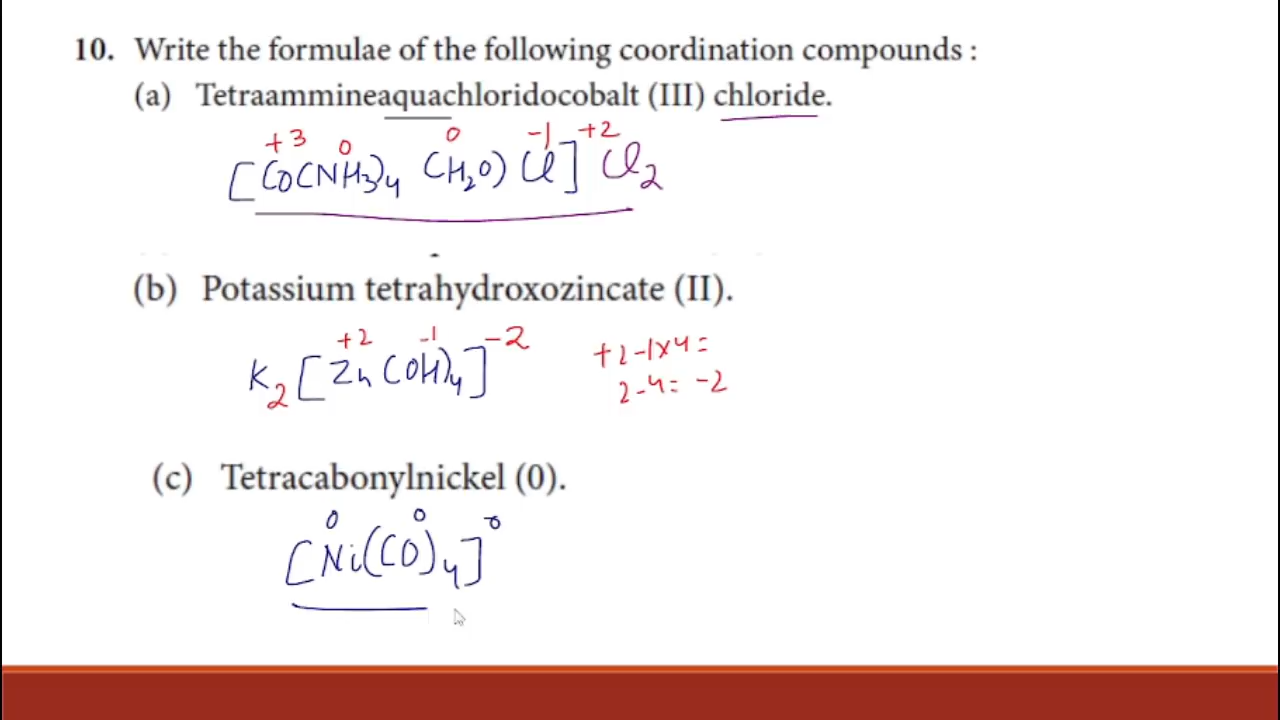 10. Write the formulae of the following coordination compounds :
(a) Tetraammineaquachloridocobalt (III) chloride.
+3 0 0 -1 +2
[Co(NH3)4 (H2O) Cl] Cl2
(b) Potassium tetrahydroxozincate (II).
+2 -1 -2 +2-1×4=
K2 [Zn (OH)4] 2-4= -2
(c) Tetracabonylnickel (0).
0 0 0
[Ni(CO)4]